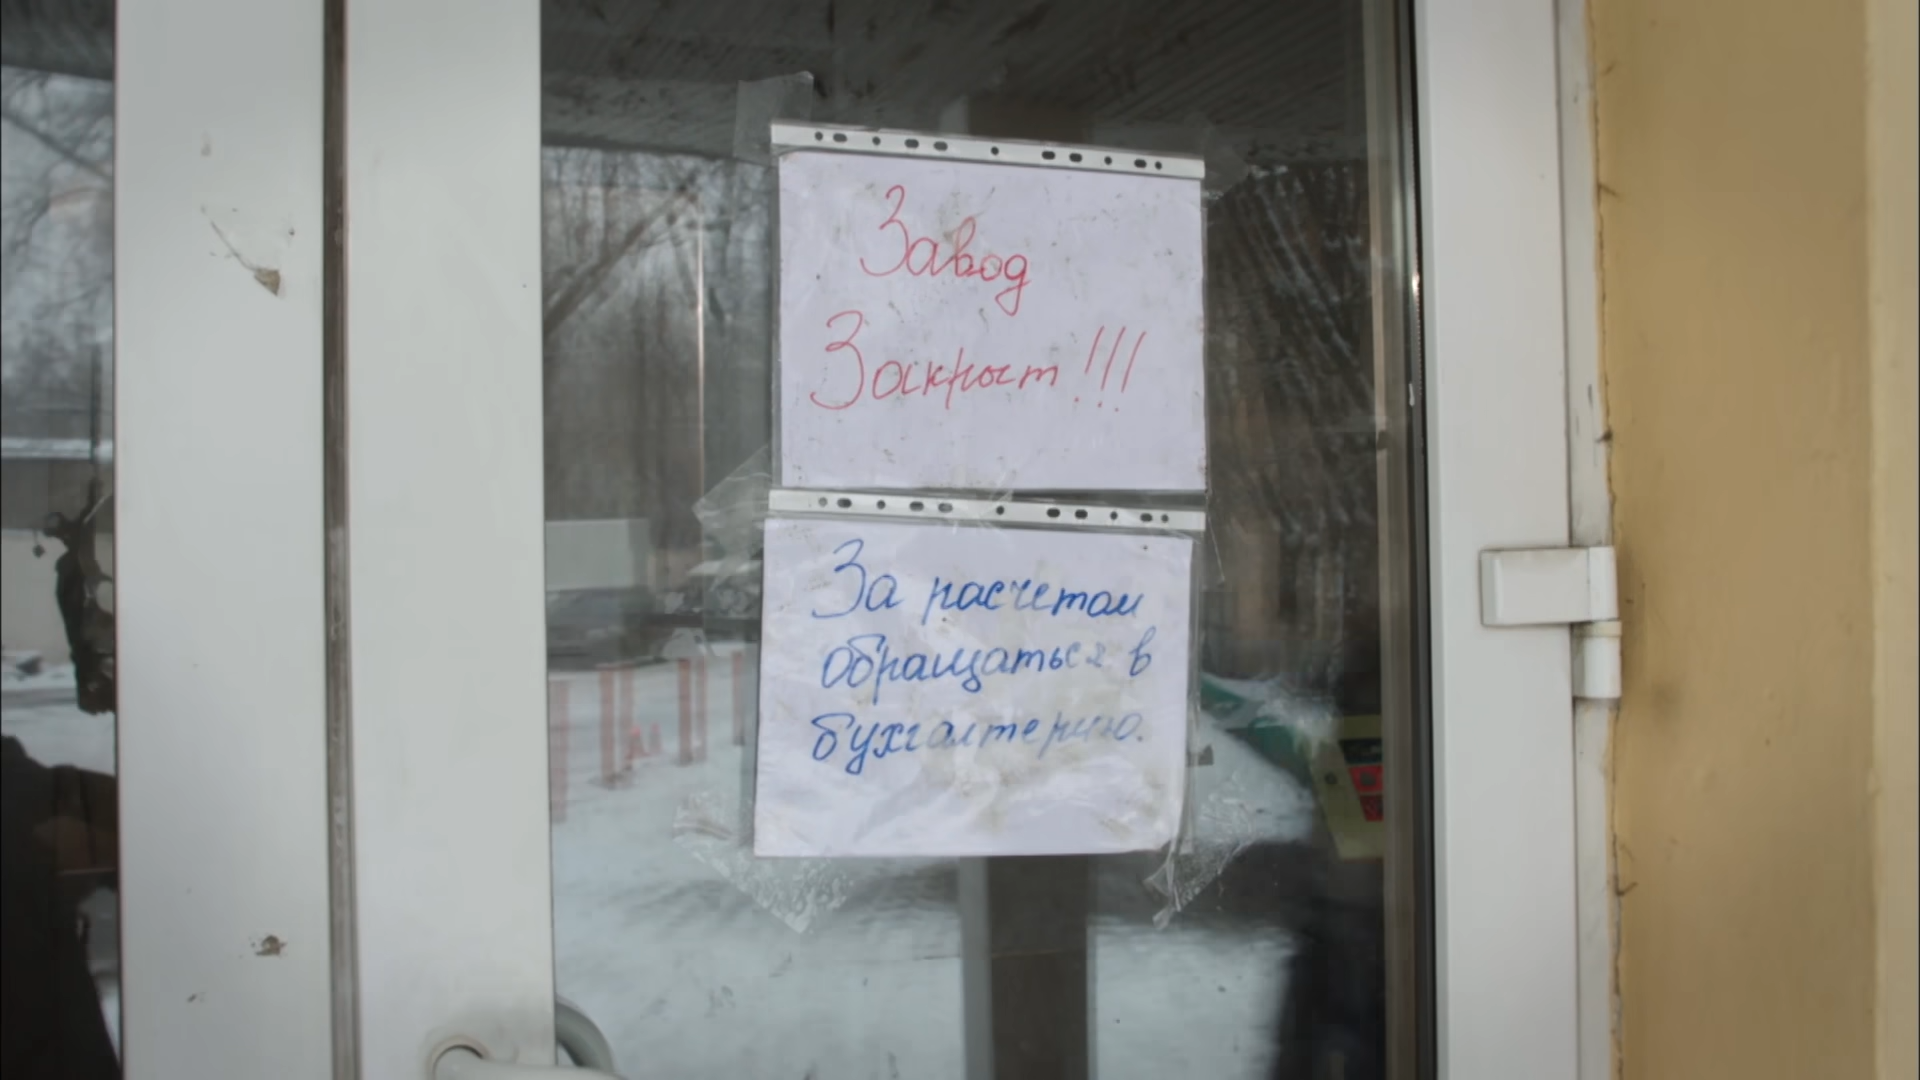 Завод
Закрыт!!!
За расчетом
обращаться в
бухгалтерию.